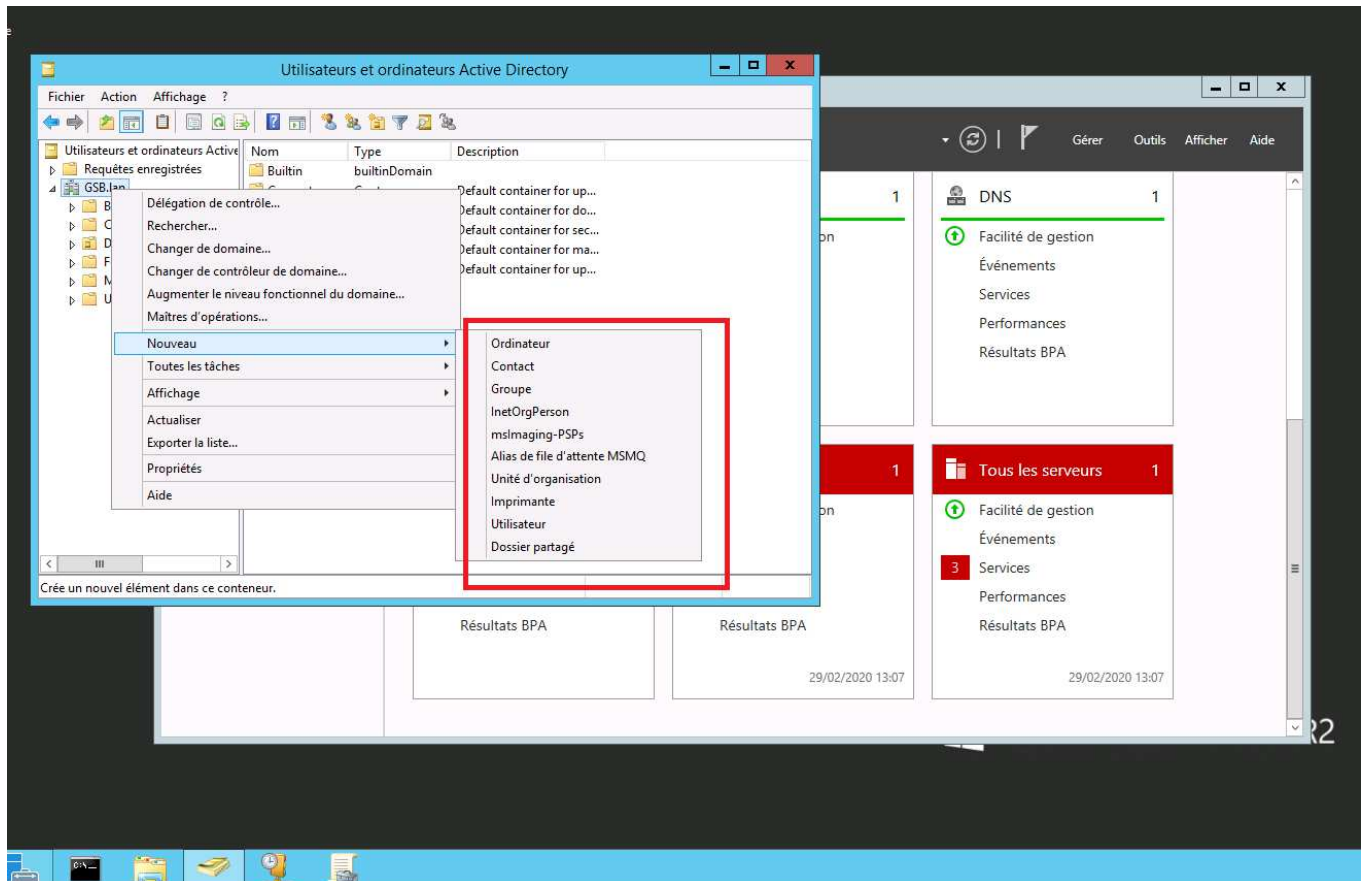 e
Utilisateurs et ordinateurs Active Directory
Fichier Action Affichage ?
Gérer Outils Afficher Aide
Utilisateurs et ordinateurs Active
Requêtes enregistrées
GSB.lan
B
C
D
F
M
U
Nom Type Description
Builtin builtinDomain
Default container for up...
Default container for do...
Default container for sec...
Default container for ma...
Default container for up...
Délégation de contrôle...
Rechercher...
Changer de domaine...
Changer de contrôleur de domaine...
Augmenter le niveau fonctionnel du domaine...
Maîtres d'opérations...
Nouveau
Toutes les tâches
Affichage
Actualiser
Exporter la liste...
Propriétés
Aide
Ordinateur
Contact
Groupe
InetOrgPerson
msImaging-PSPs
Alias de file d'attente MSMQ
Unité d'organisation
Imprimante
Utilisateur
Dossier partagé
Crée un nouvel élément dans ce conteneur.
1
on
DNS 1
Facilité de gestion
Événements
Services
Performances
Résultats BPA
1
on
Tous les serveurs 1
Facilité de gestion
Événements
3 Services
Performances
Résultats BPA
29/02/2020 13:07
Résultats BPA
Résultats BPA
29/02/2020 13:07
R2
C:\_